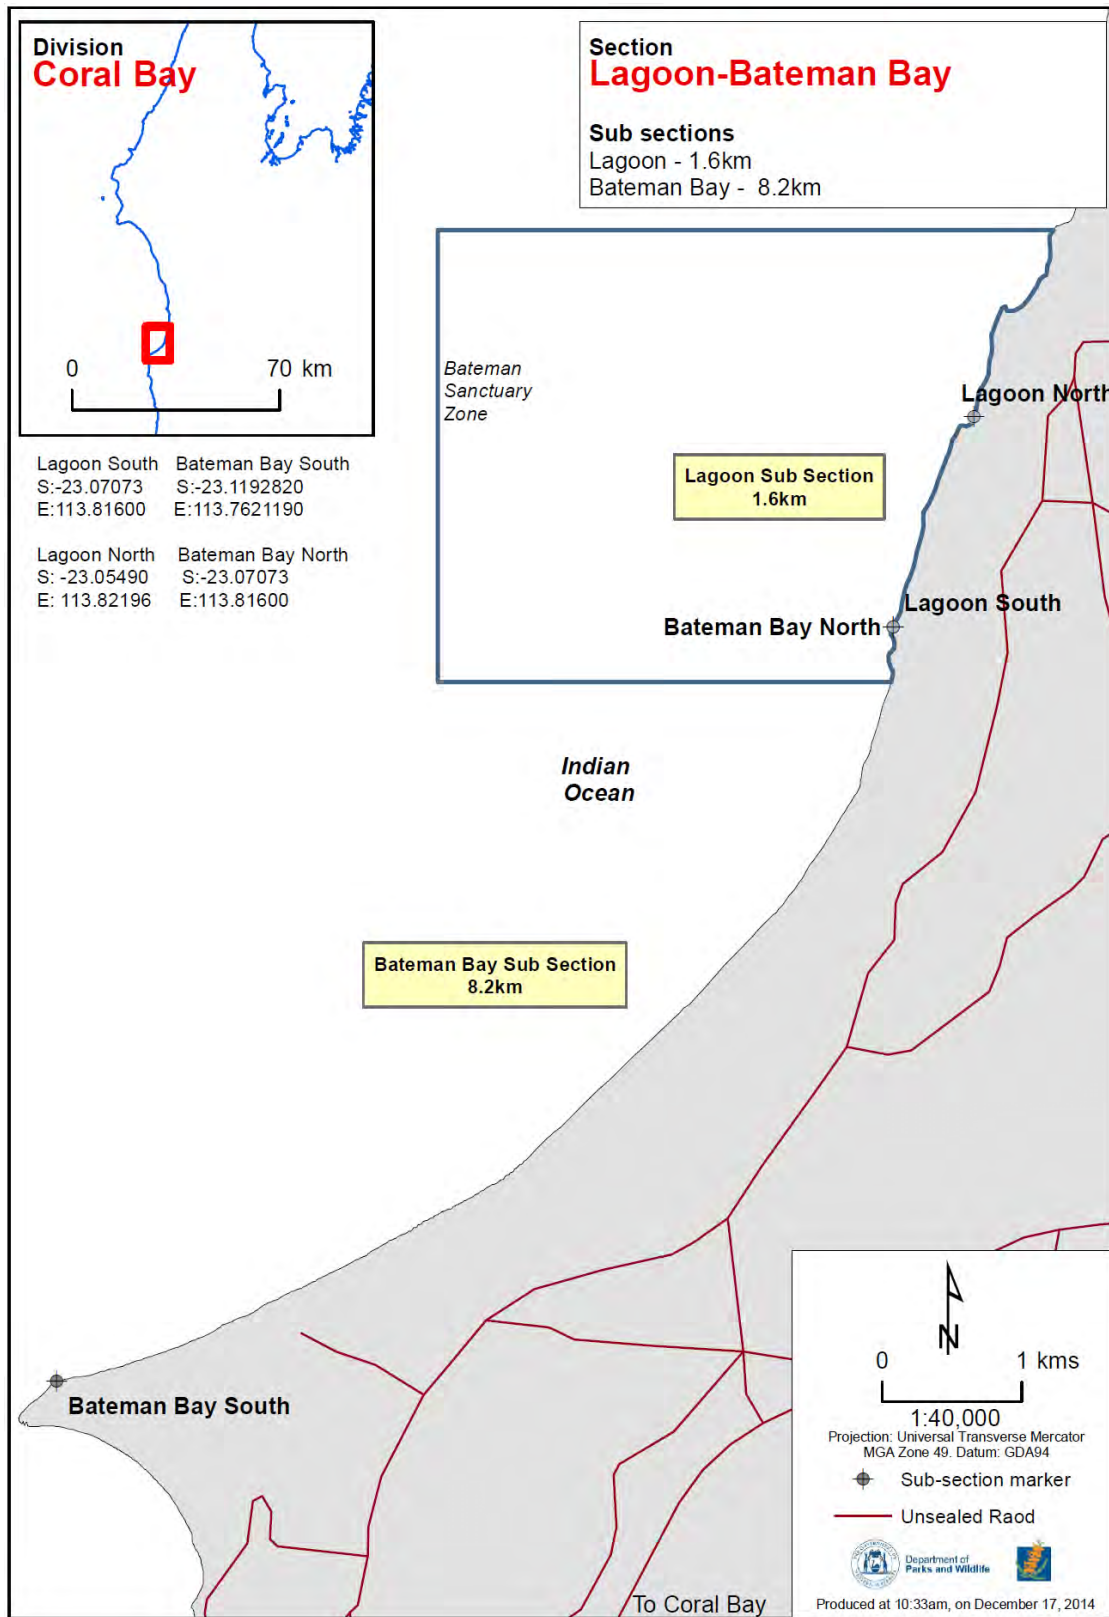 Division
Coral Bay
0 70 km
Section
Lagoon-Bateman Bay
Sub sections
Lagoon - 1.6km
Bateman Bay - 8.2km
Lagoon South Bateman Bay South
S:-23.07073 S:-23.1192820
E:113.81600 E:113.7621190
Lagoon North Bateman Bay North
S: -23.05490 S:-23.07073
E: 113.82196 E:113.81600
Bateman
Sanctuary
Zone
Lagoon North
Lagoon Sub Section
1.6km
Lagoon South
Bateman Bay North
Indian
Ocean
Bateman Bay Sub Section
8.2km
Bateman Bay South
To Coral Bay
N
0 1 kms
1:40,000
Projection: Universal Transverse Mercator
MGA Zone 49. Datum: GDA94
Sub-section marker
Unsealed Raod
Department of
Parks and Wildlife
Produced at 10:33am, on December 17, 2014